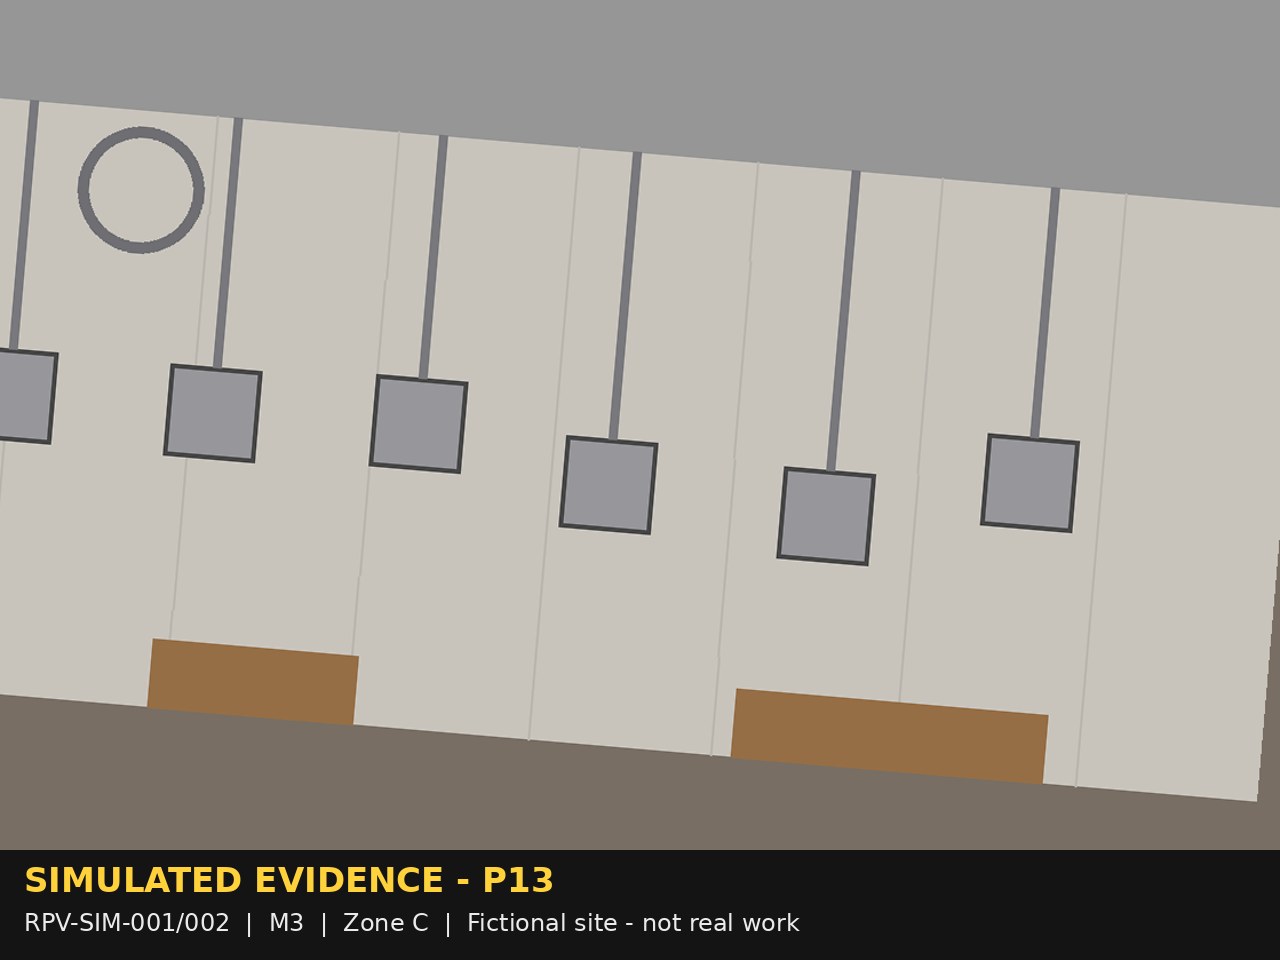 SIMULATED EVIDENCE - P13
RPV-SIM-001/002 | M3 | Zone C | Fictional site - not real work